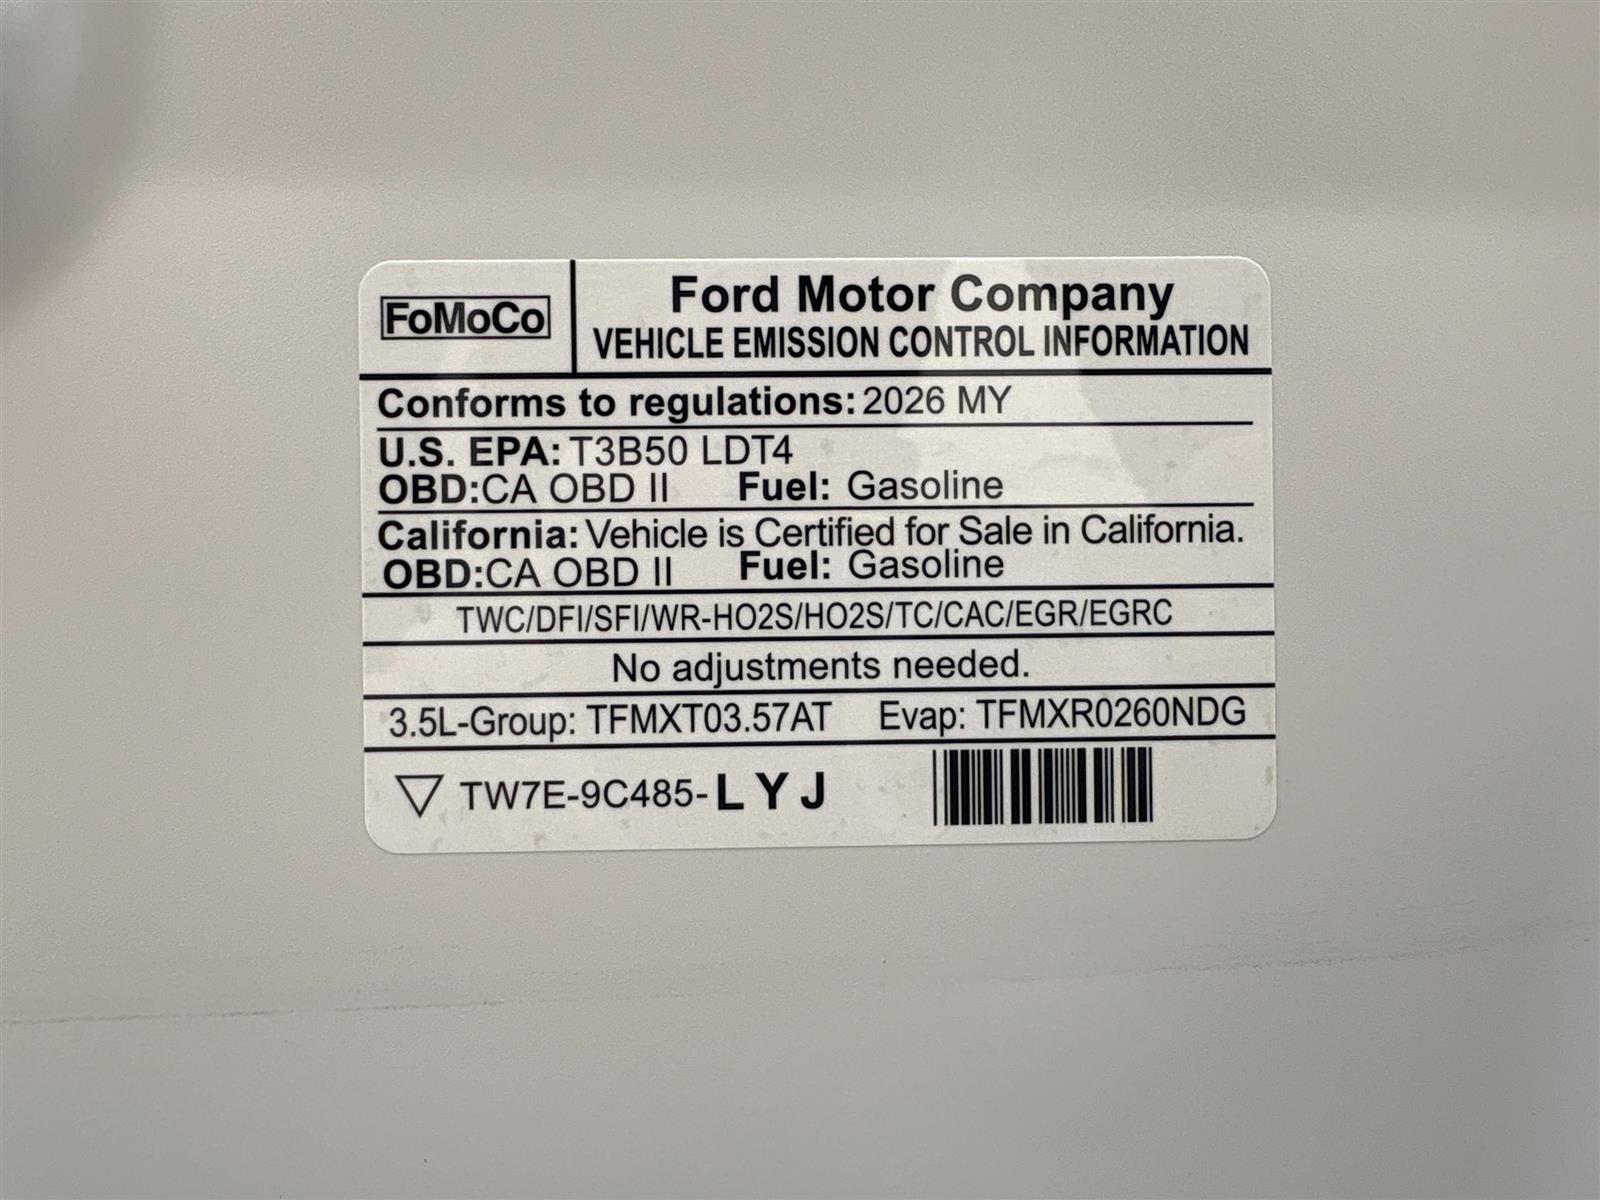 FoMoCo
Ford Motor Company
VEHICLE EMISSION CONTROL INFORMATION
Conforms to regulations: 2026 MY
U.S. EPA: T3B50 LDT4
OBD:CA OBD II Fuel: Gasoline
California: Vehicle is Certified for Sale in California.
OBD:CA OBD II Fuel: Gasoline
TWC/DFI/SFI/WR-HO2S/HO2S/TC/CAC/EGR/EGRC
No adjustments needed.
3.5L-Group: TFMXT03.57AT Evap: TFMXR0260NDG
TW7E-9C485-LYJ